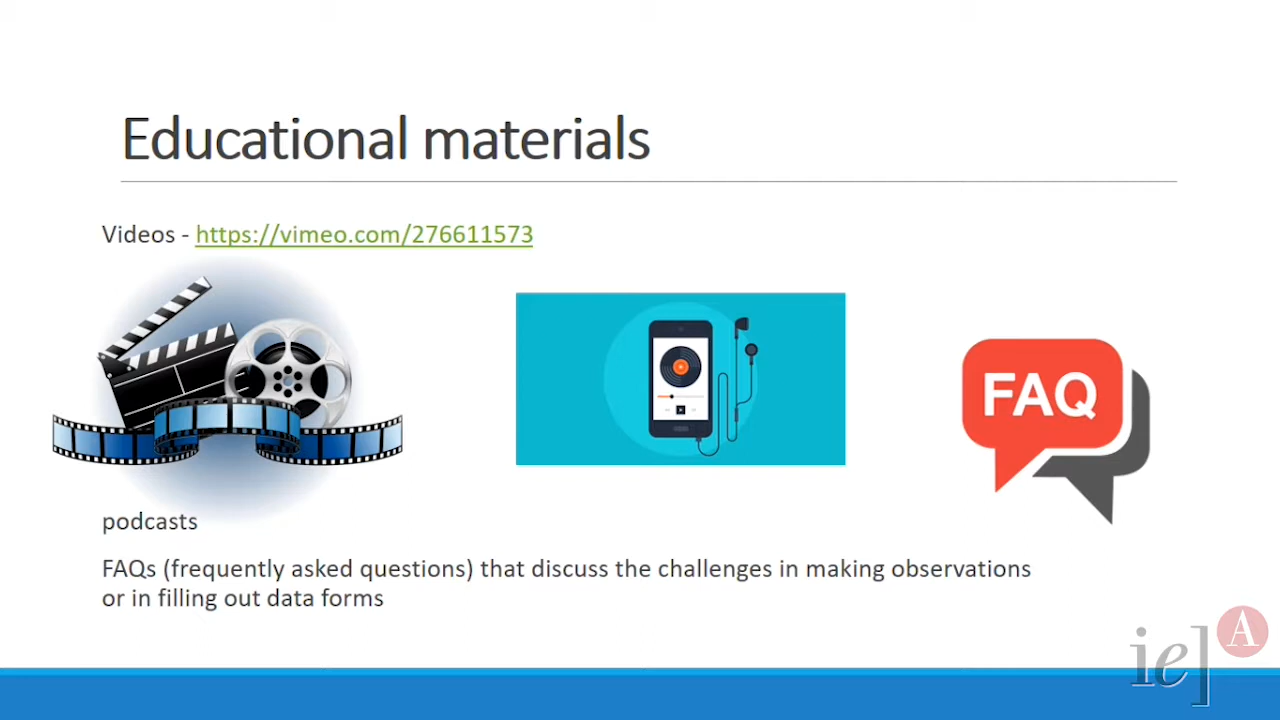 Educational materials
Videos - https://vimeo.com/276611573
FAQ
podcasts
FAQs (frequently asked questions) that discuss the challenges in making observations
or in filling out data forms
ie] A